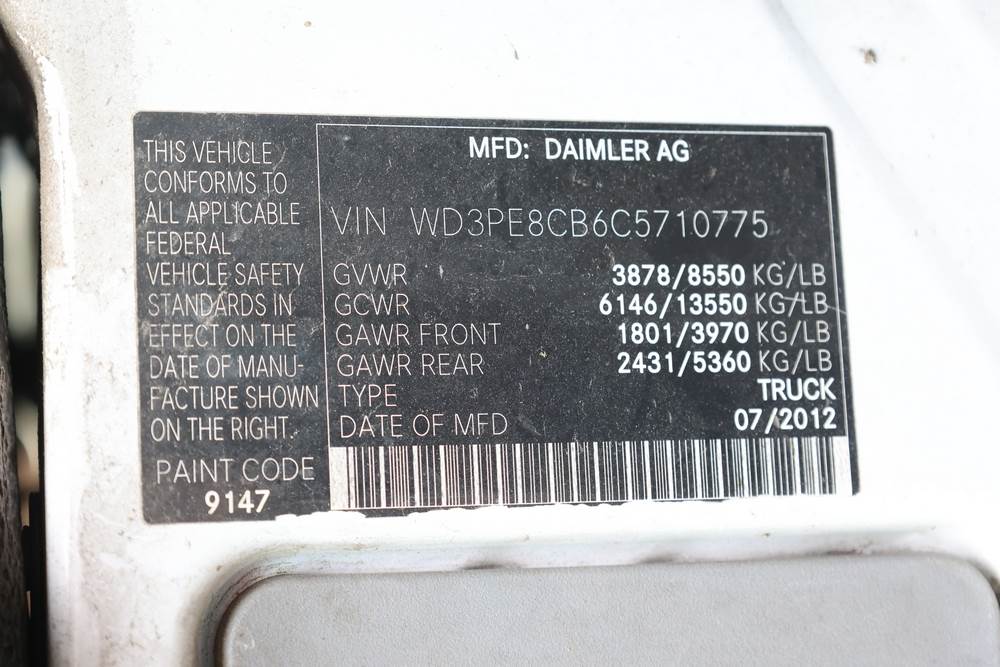 THIS VEHICLE
CONFORMS TO
ALL APPLICABLE
FEDERAL
VEHICLE SAFETY
STANDARDS IN
EFFECT ON THE
DATE OF MANU-
FACTURE SHOWN
ON THE RIGHT.
PAINT CODE
9147
MFD: DAIMLER AG
VIN WD3PE8CB6C5710775
GVWR 3878/8550 KG/LB
GCWR 6146/13550 KG/LB
GAWR FRONT 1801/3970 KG/LB
GAWR REAR 2431/5360 KG/LB
TYPE TRUCK
DATE OF MFD 07/2012